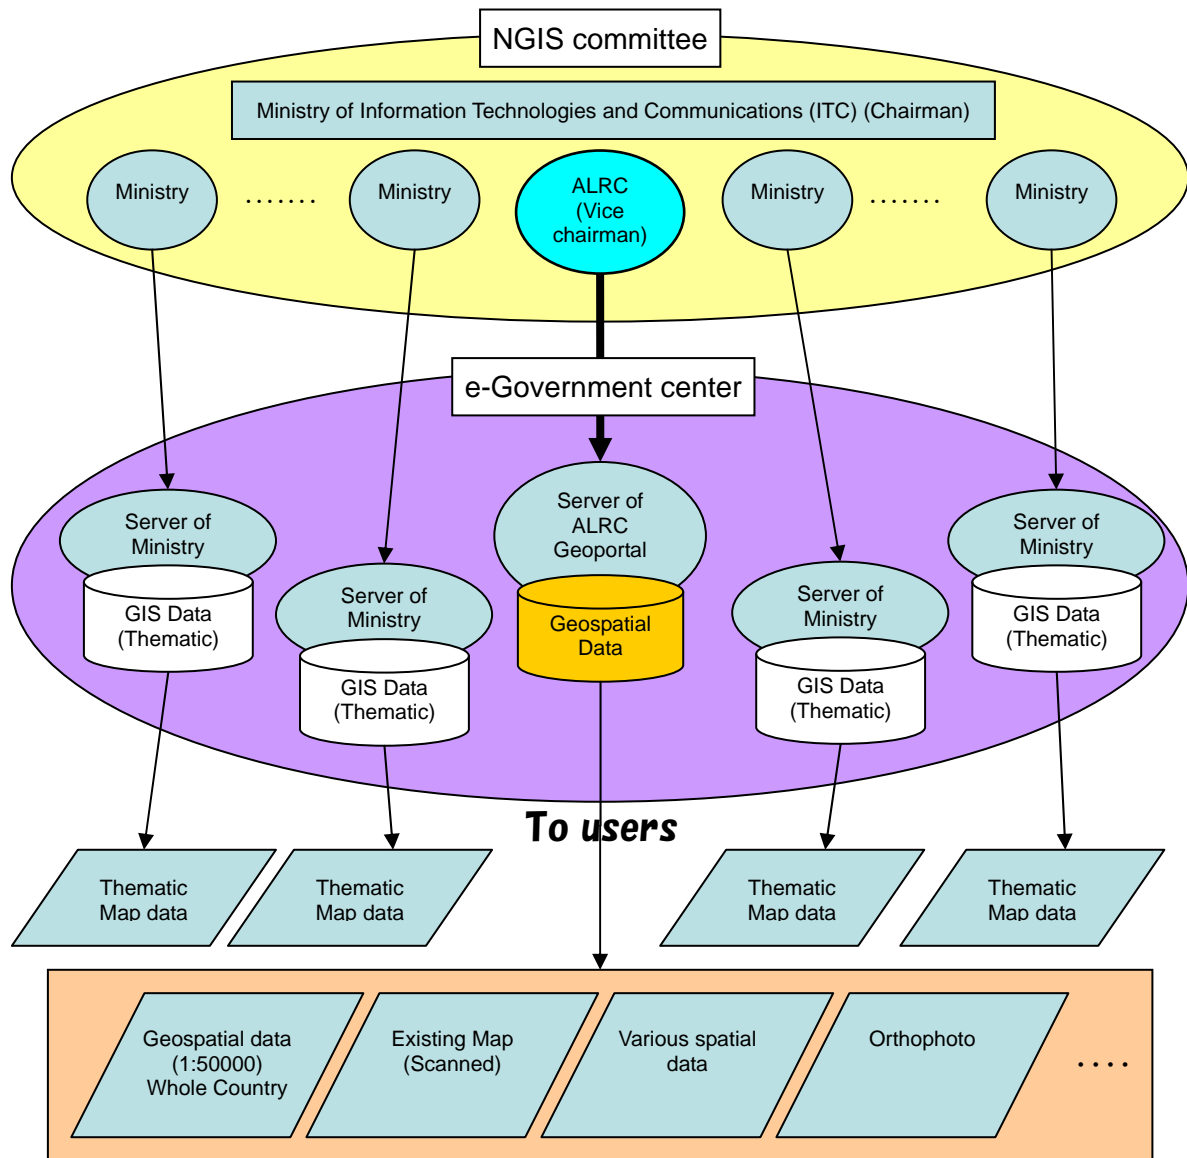 NGIS committee
Ministry of Information Technologies and Communications (ITC) (Chairman)
Ministry
.......
Ministry
ALRC
(Vice
chairman)
Ministry
.......
Ministry
e-Government center
Server of
Ministry
GIS Data
(Thematic)
Server of
Ministry
GIS Data
(Thematic)
Server of
ALRC
Geoportal
Geospatial
Data
Server of
Ministry
GIS Data
(Thematic)
Server of
Ministry
GIS Data
(Thematic)
To users
Thematic
Map data
Thematic
Map data
Thematic
Map data
Thematic
Map data
Geospatial data
(1:50000)
Whole Country
Existing Map
(Scanned)
Various spatial
data
Orthophoto
....